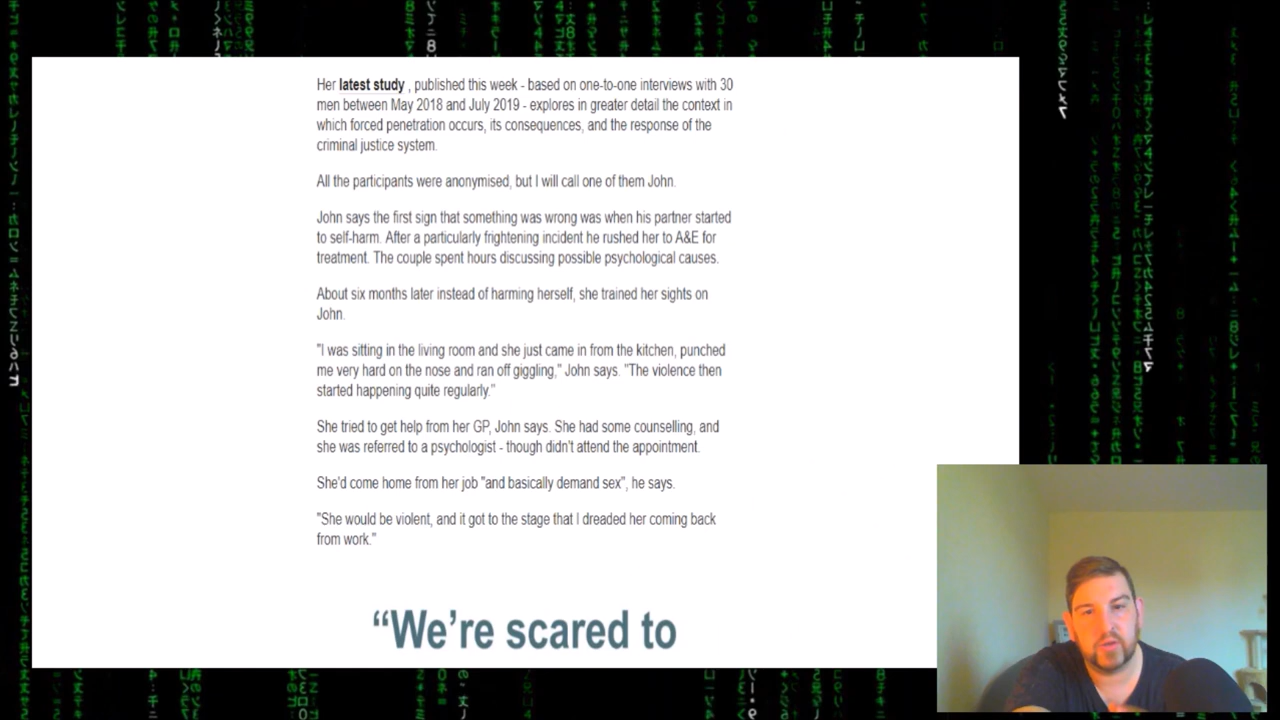 Her latest study , published this week - based on one-to-one interviews with 30
men between May 2018 and July 2019 - explores in greater detail the context in
which forced penetration occurs, its consequences, and the response of the
criminal justice system.
All the participants were anonymised, but I will call one of them John.
John says the first sign that something was wrong was when his partner started
to self-harm. After a particularly frightening incident he rushed her to A&E for
treatment. The couple spent hours discussing possible psychological causes.
About six months later instead of harming herself, she trained her sights on
John.
"I was sitting in the living room and she just came in from the kitchen, punched
me very hard on the nose and ran off giggling," John says. "The violence then
started happening quite regularly."
She tried to get help from her GP, John says. She had some counselling, and
she was referred to a psychologist - though didn't attend the appointment.
She'd come home from her job "and basically demand sex", he says.
"She would be violent, and it got to the stage that I dreaded her coming back
from work."
“We’re scared to